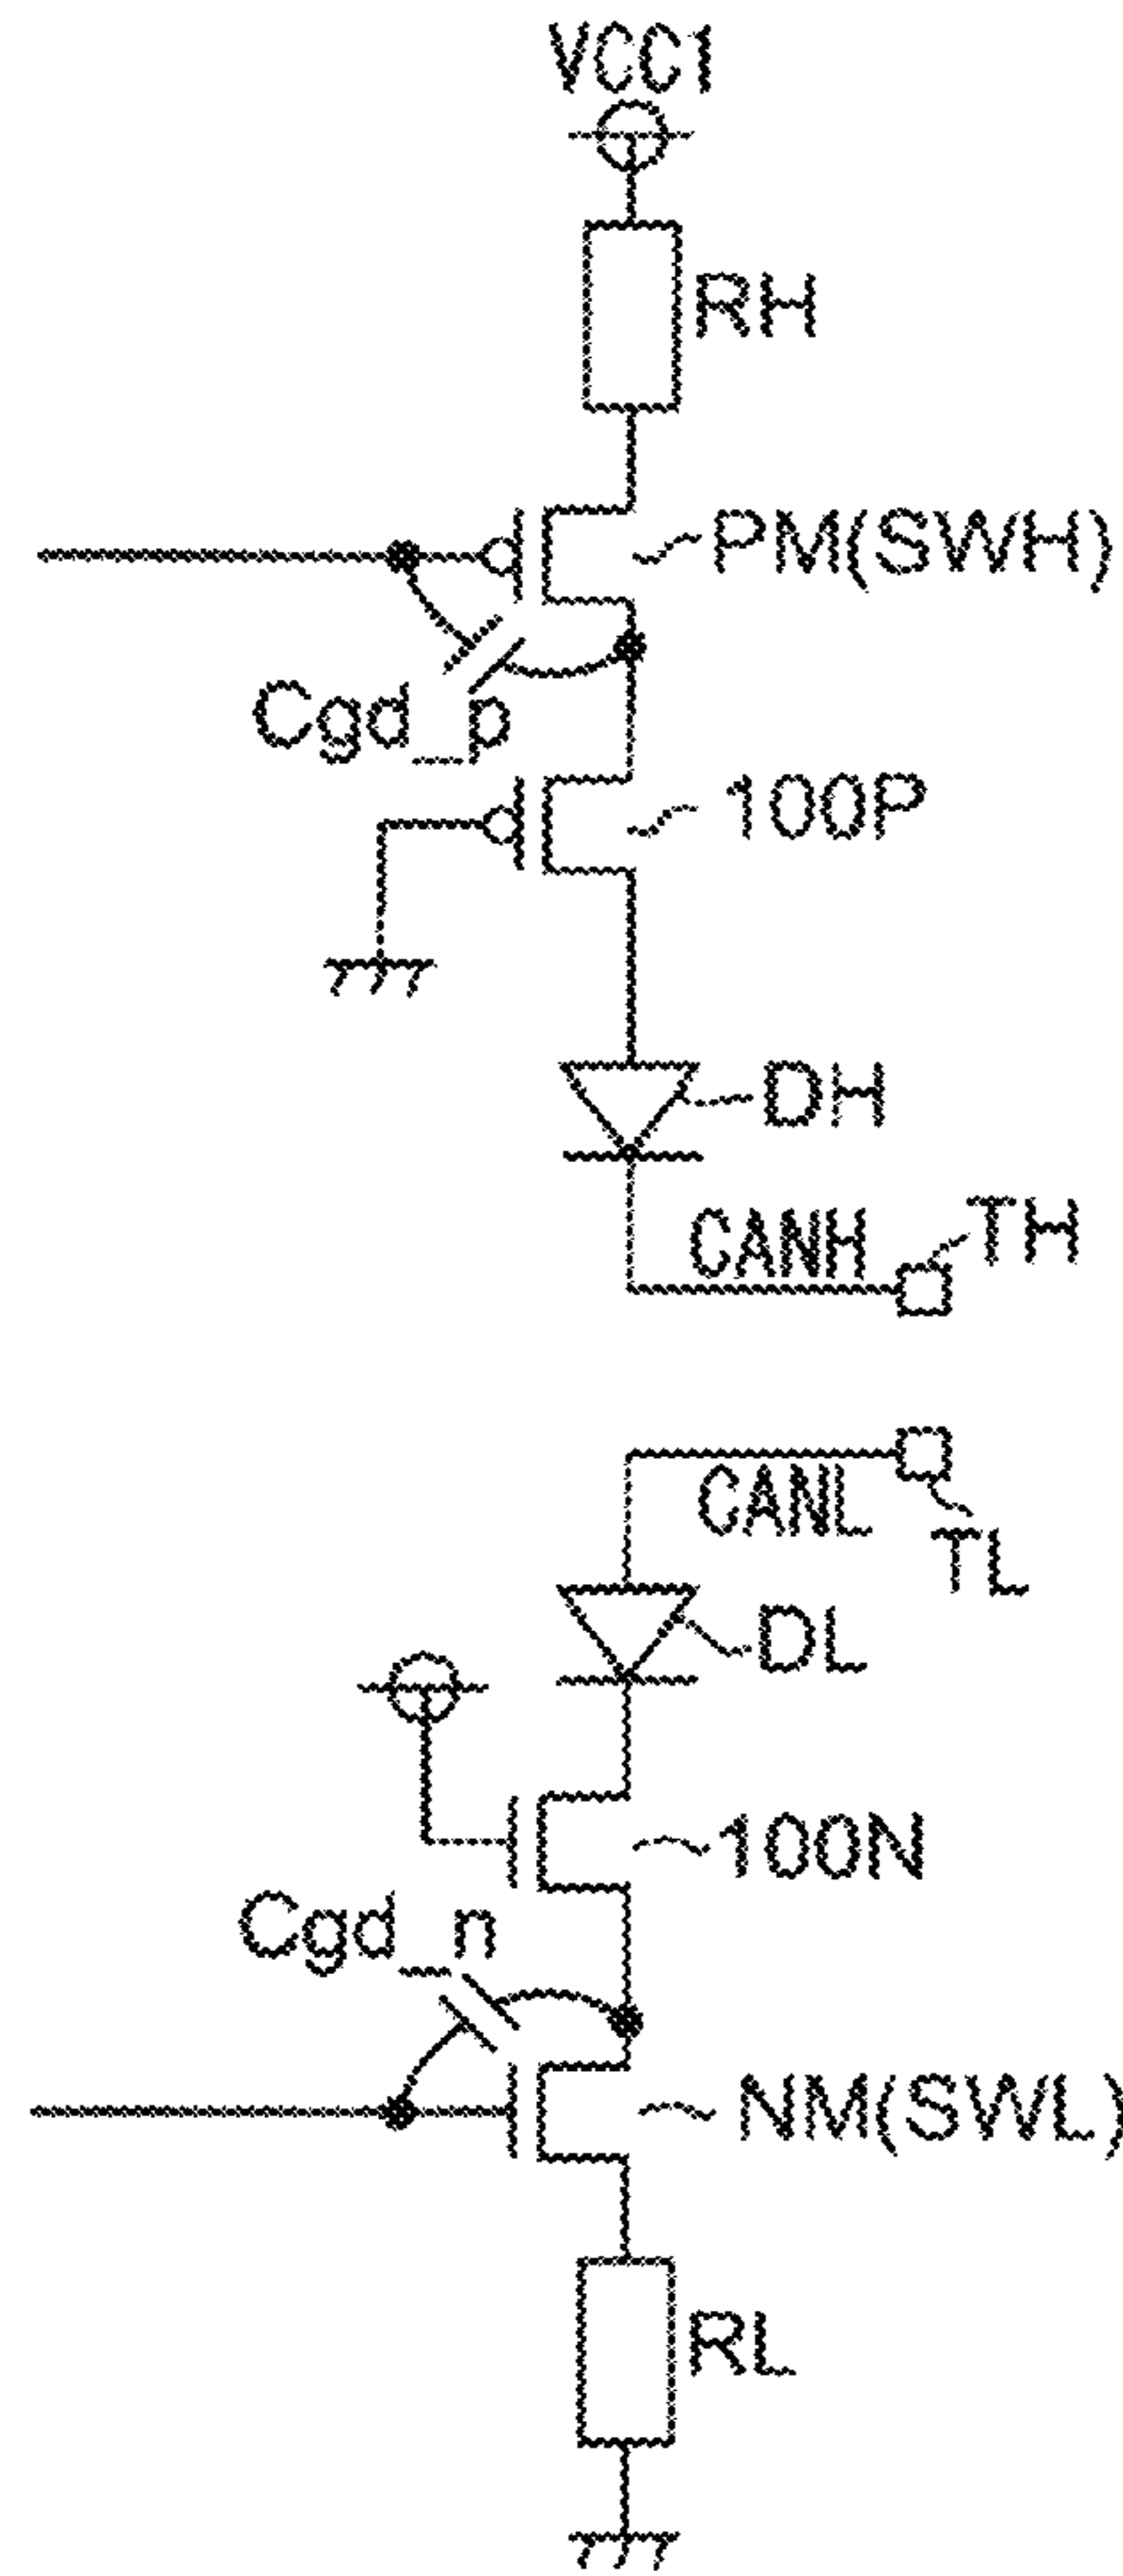 VCC1
RH
PM(SWH)
Cgd_p
100P
DH
CANH
TH
CANL
TL
DL
100N
Cgd_n
NM(SWL)
RL